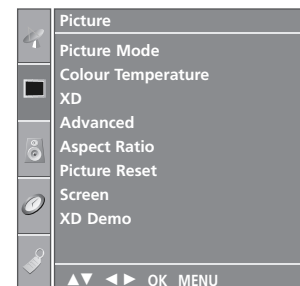 Picture
Picture Mode
Colour Temperature
XD
Advanced
Aspect Ratio
Picture Reset
Screen
XD Demo
▲▼ ◄► OK MENU